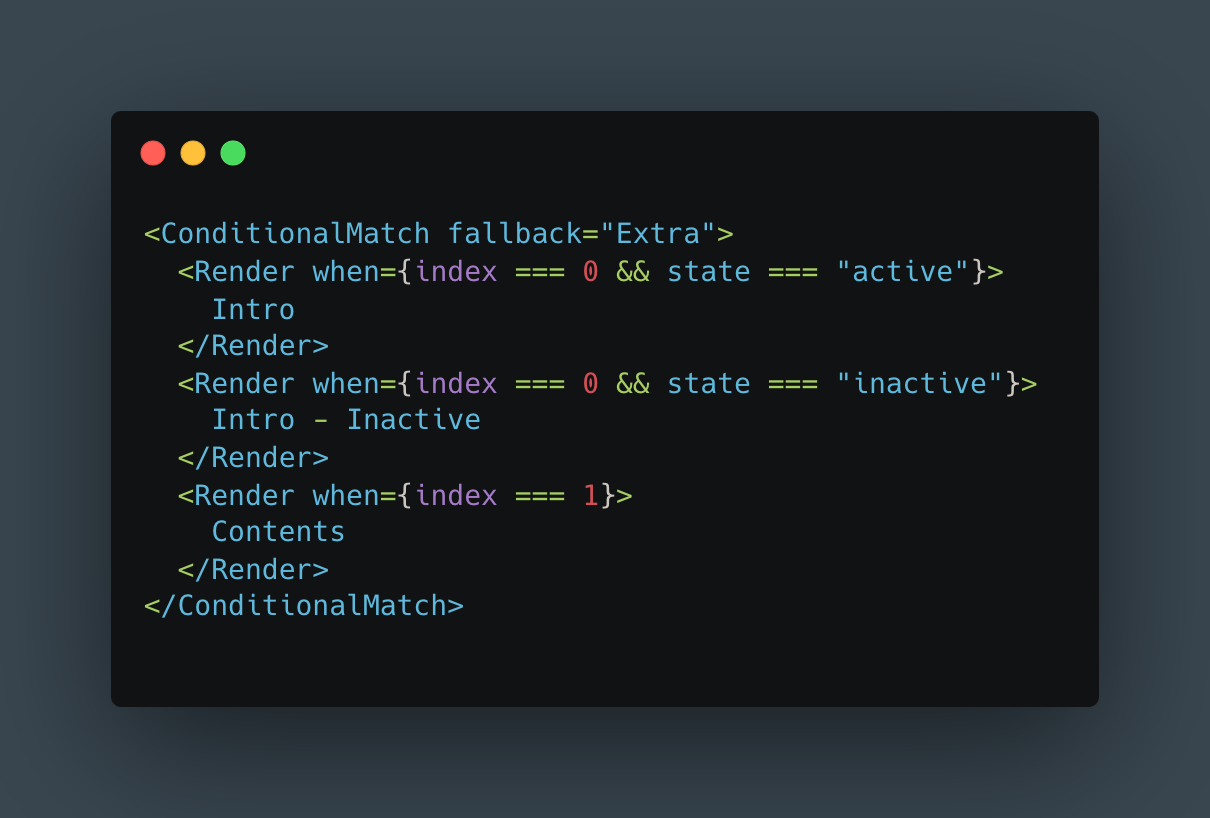 <ConditionalMatch fallback="Extra">
  <Render when={index === 0 && state === "active"}>
    Intro
  </Render>
  <Render when={index === 0 && state === "inactive"}>
    Intro - Inactive
  </Render>
  <Render when={index === 1}>
    Contents
  </Render>
</ConditionalMatch>